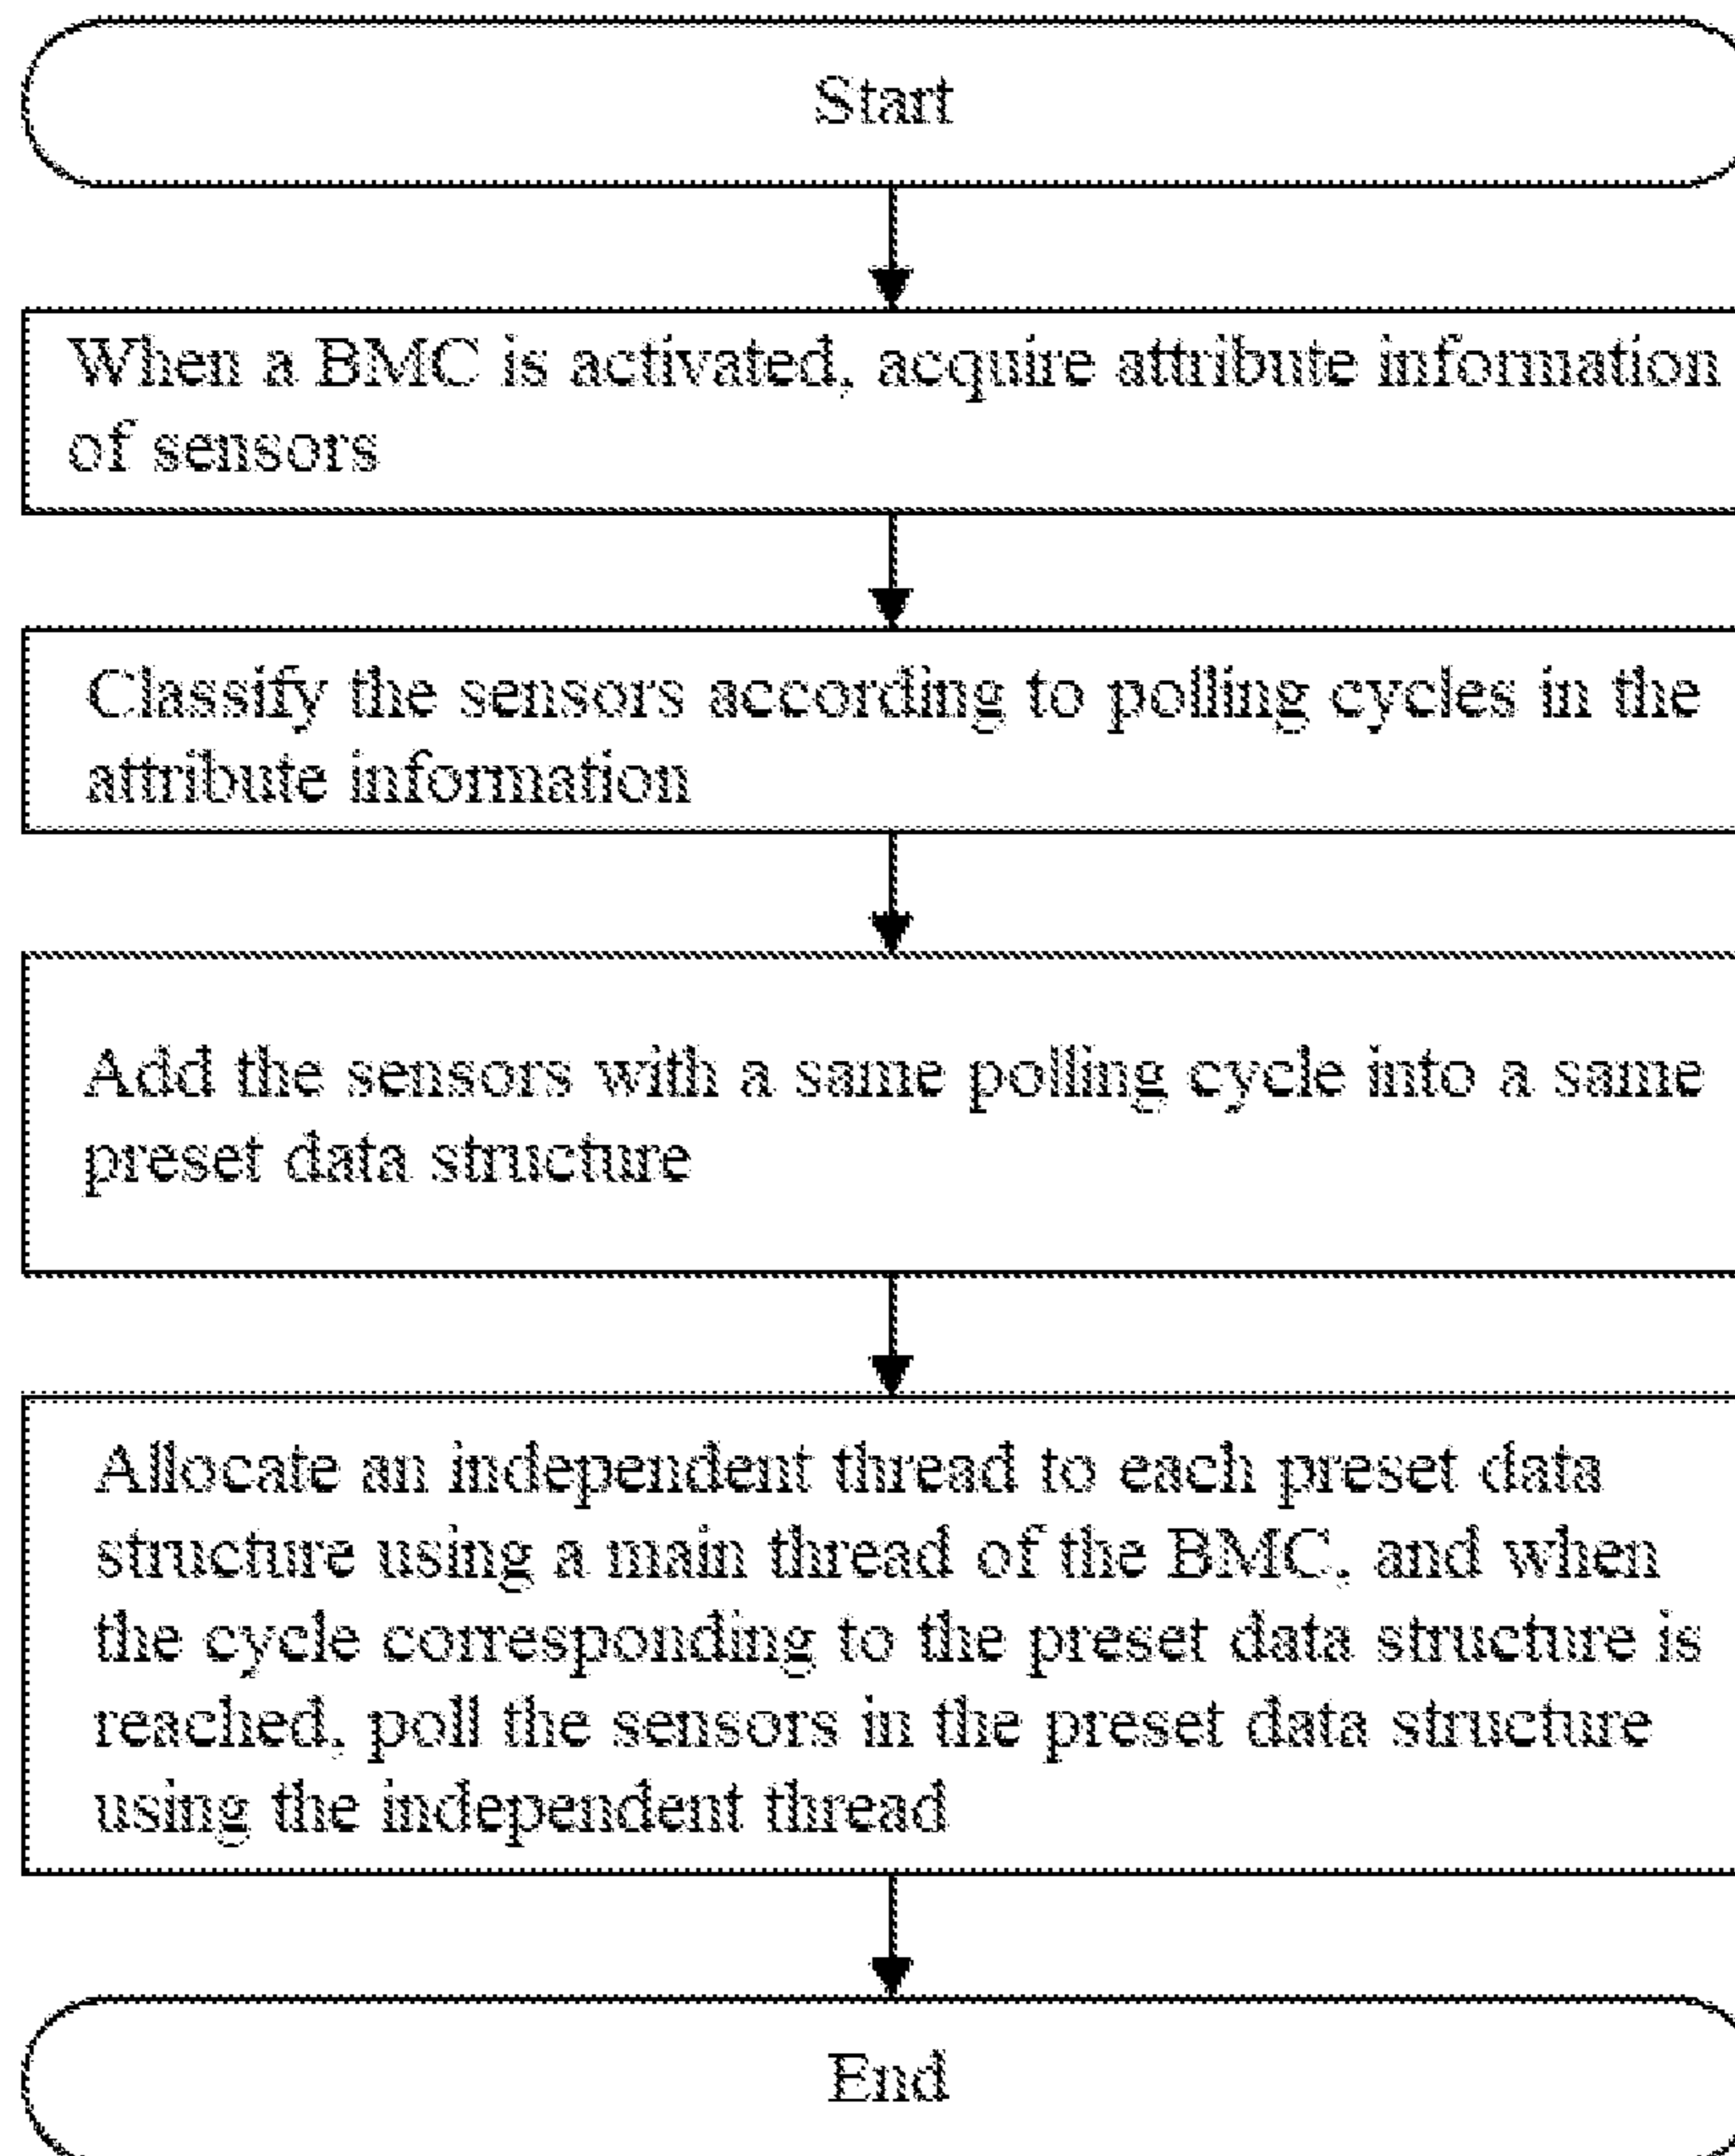 Start
When a BMC is activated, acquire attribute information
of sensors
Classify the sensors according to polling cycles in the
attribute information
Add the sensors with a same polling cycle into a same
preset data structure
Allocate an independent thread to each preset data
structure using a main thread of the BMC, and when
the cycle corresponding to the preset data structure is
reached, poll the sensors in the preset data structure
using the independent thread
End